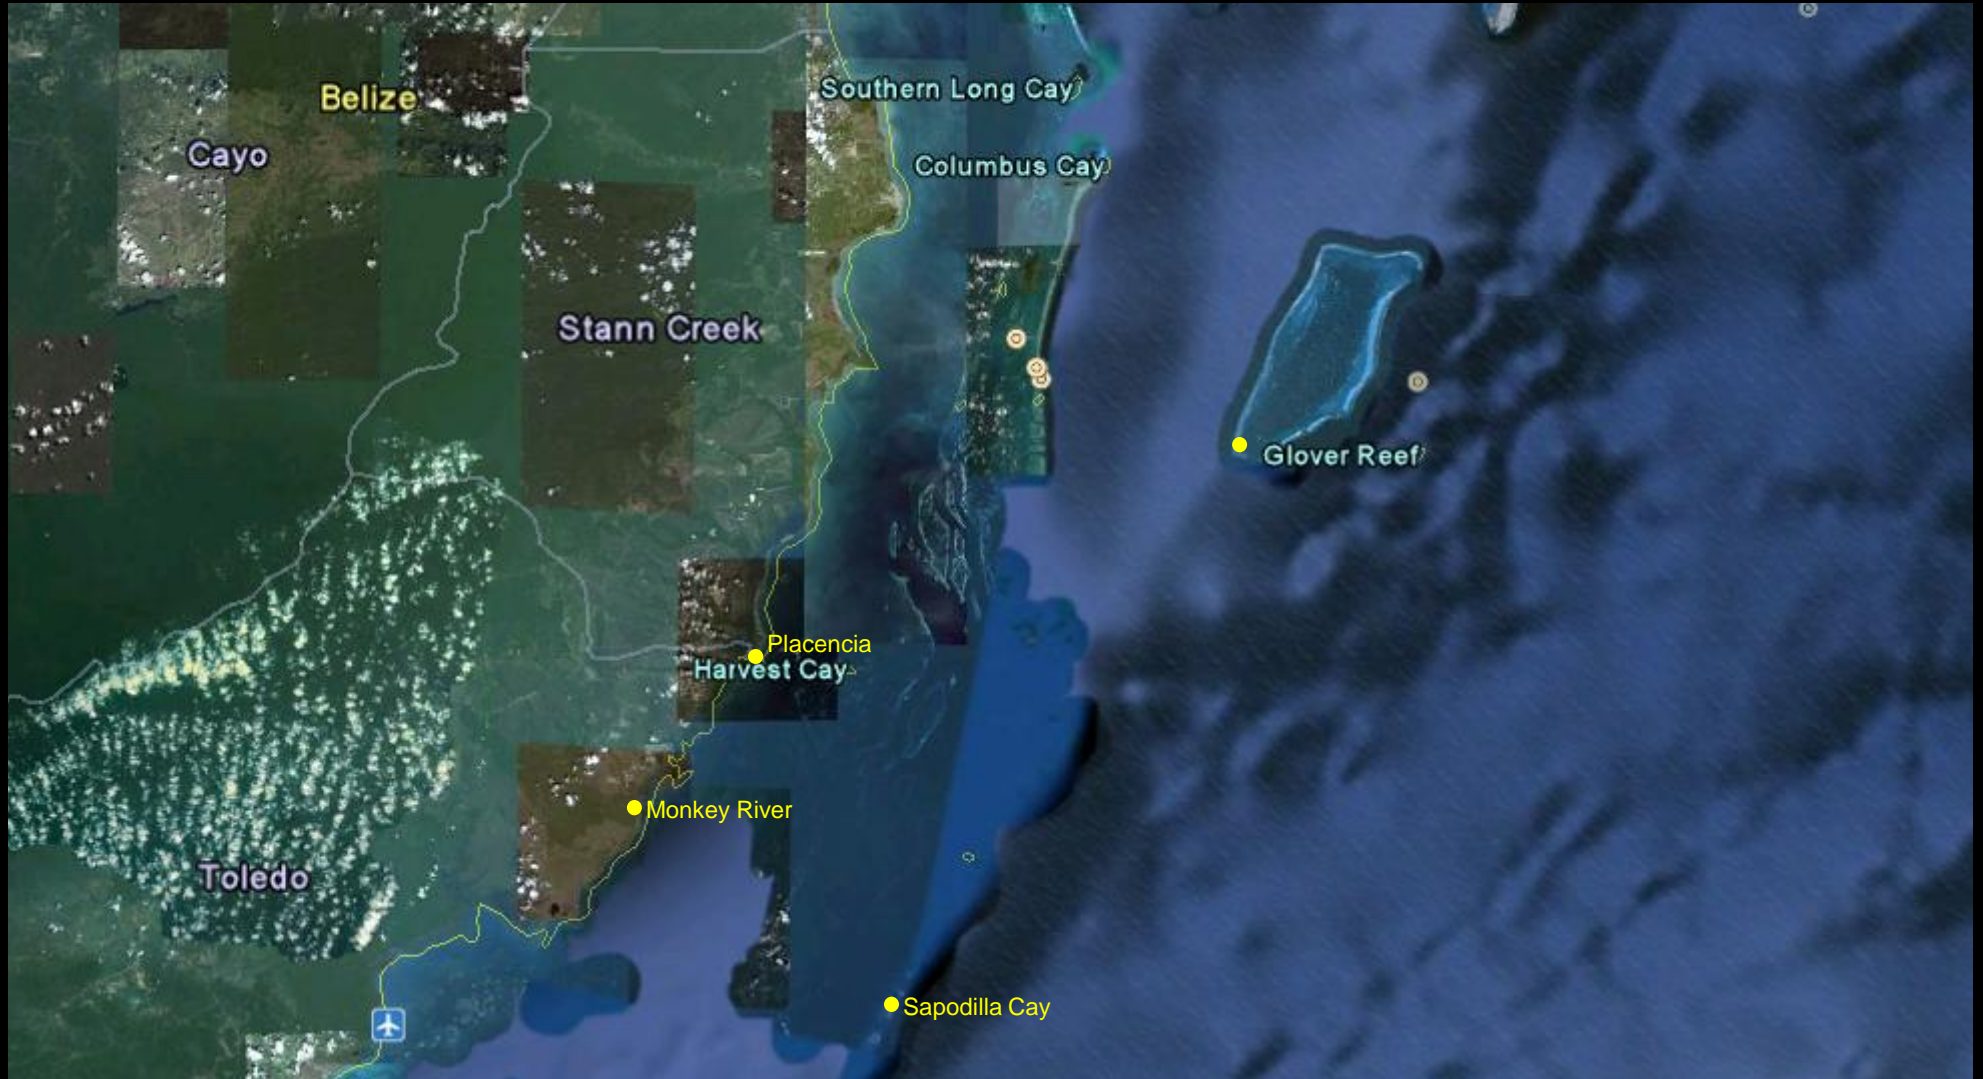 Southern Long Cay
Belize
Cayo
Columbus Cay
Stann Creek
Glover Reef
Placencia
Harvest Cay
Monkey River
Toledo
Sapodilla Cay